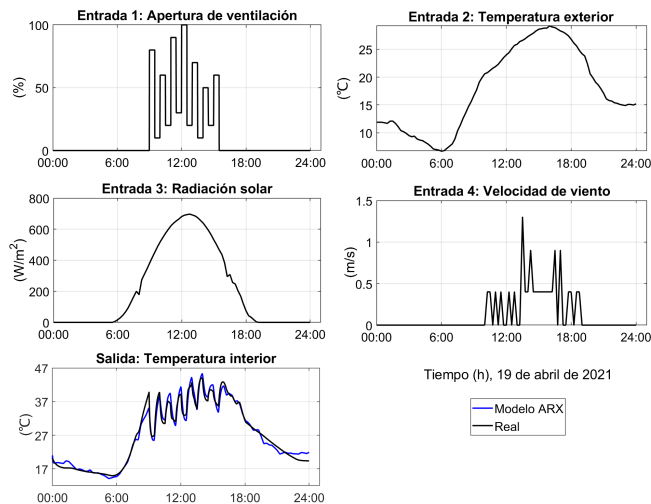 Entrada 1: Apertura de ventilación
(%)
100
50
0
00:00 6:00 12:00 18:00 24:00
Entrada 2: Temperatura exterior
(℃)
25
20
15
10
00:00 6:00 12:00 18:00 24:00
Entrada 3: Radiación solar
(W/m²)
800
600
400
200
0
00:00 6:00 12:00 18:00 24:00
Entrada 4: Velocidad de viento
(m/s)
1.5
1
0.5
0
00:00 6:00 12:00 18:00 24:00
Salida: Temperatura interior
(℃)
47
37
27
17
00:00 6:00 12:00 18:00 24:00
Tiempo (h), 19 de abril de 2021
Modelo ARX
Real